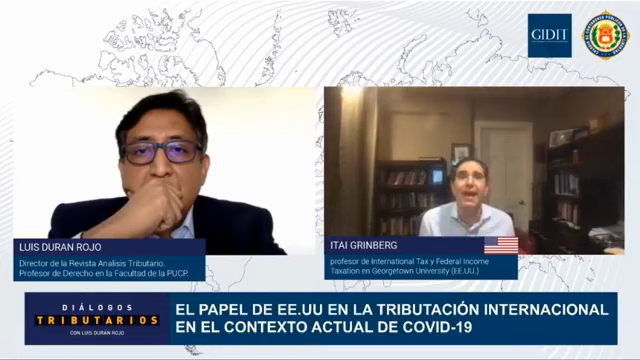 GIDIT
LUIS DURAN ROJO
Director de la Revista Analisis Tributario.
Profesor de Derecho en la Facultad de la PUCP.
ITAI GRINBERG
profesor de International Tax y Federal Income
Taxation en Georgetown University (EE.UU.)
DIÁLOGOS
TRIBUTARIOS
CON LUIS DURÁN ROJO
EL PAPEL DE EE.UU EN LA TRIBUTACIÓN INTERNACIONAL
EN EL CONTEXTO ACTUAL DE COVID-19